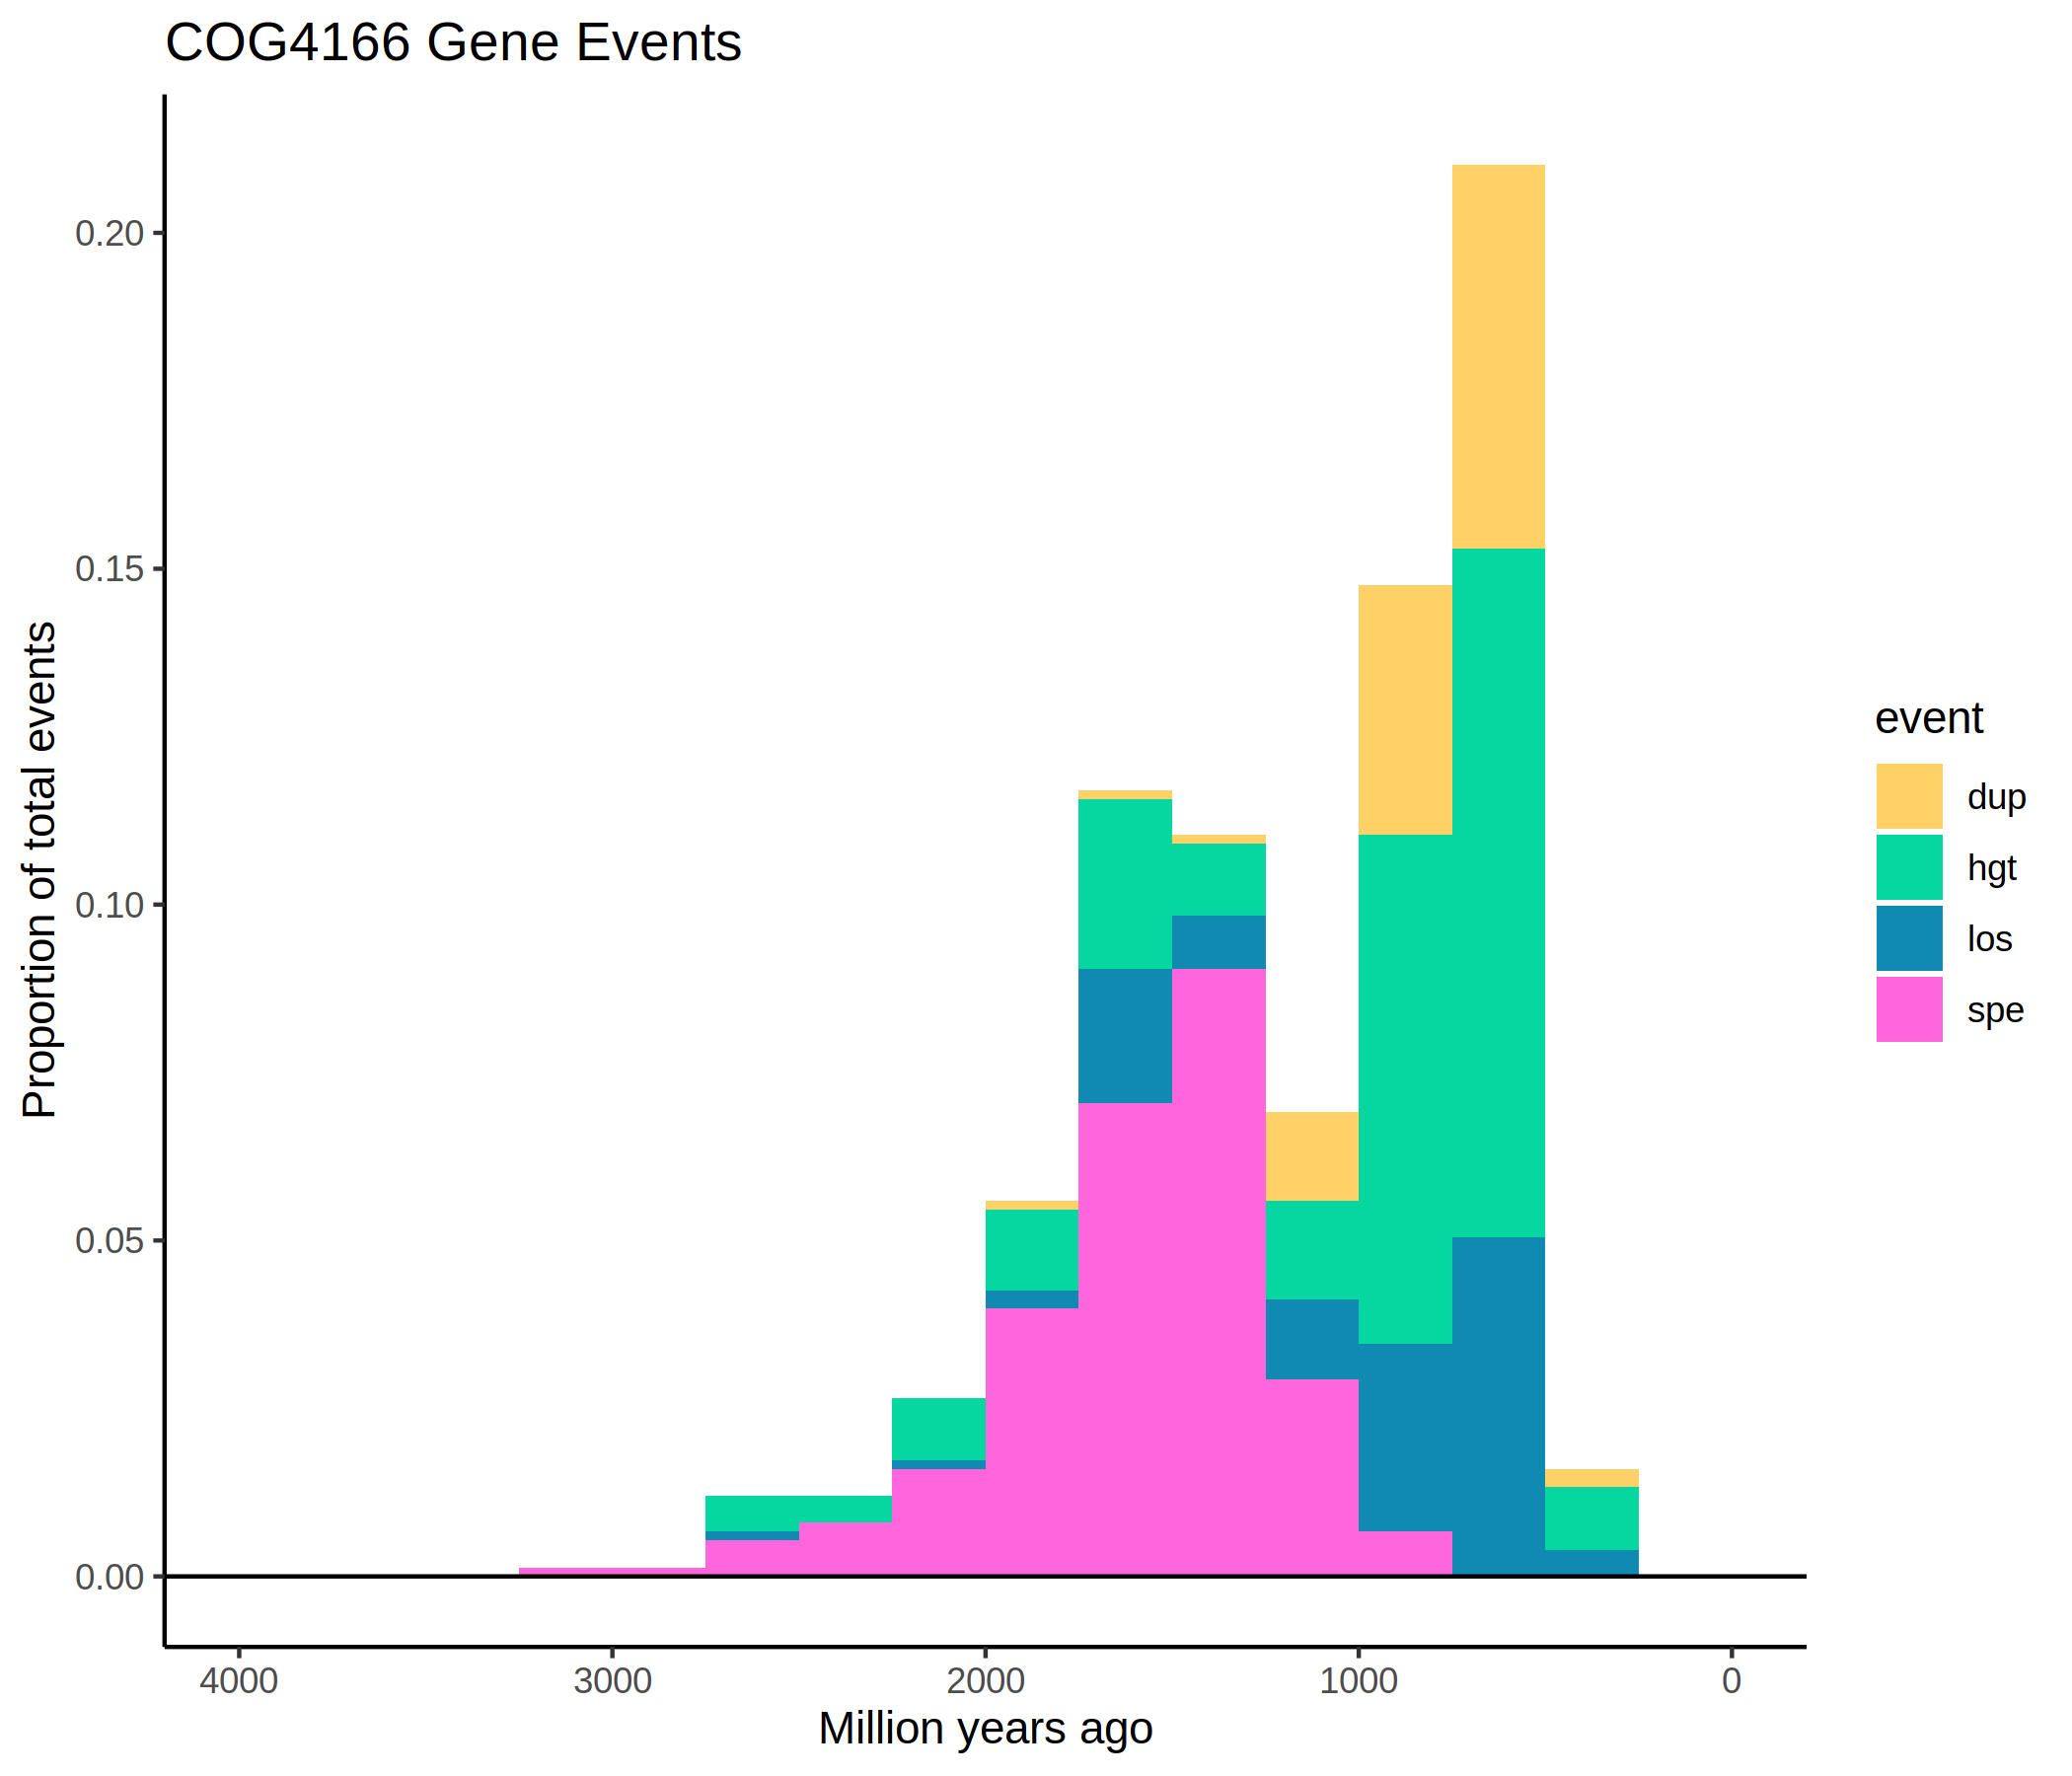 COG4166 Gene Events
Proportion of total events
0.20
0.15
0.10
0.05
0.00
4000 3000 2000 1000 0
Million years ago
event
dup
hgt
los
spe